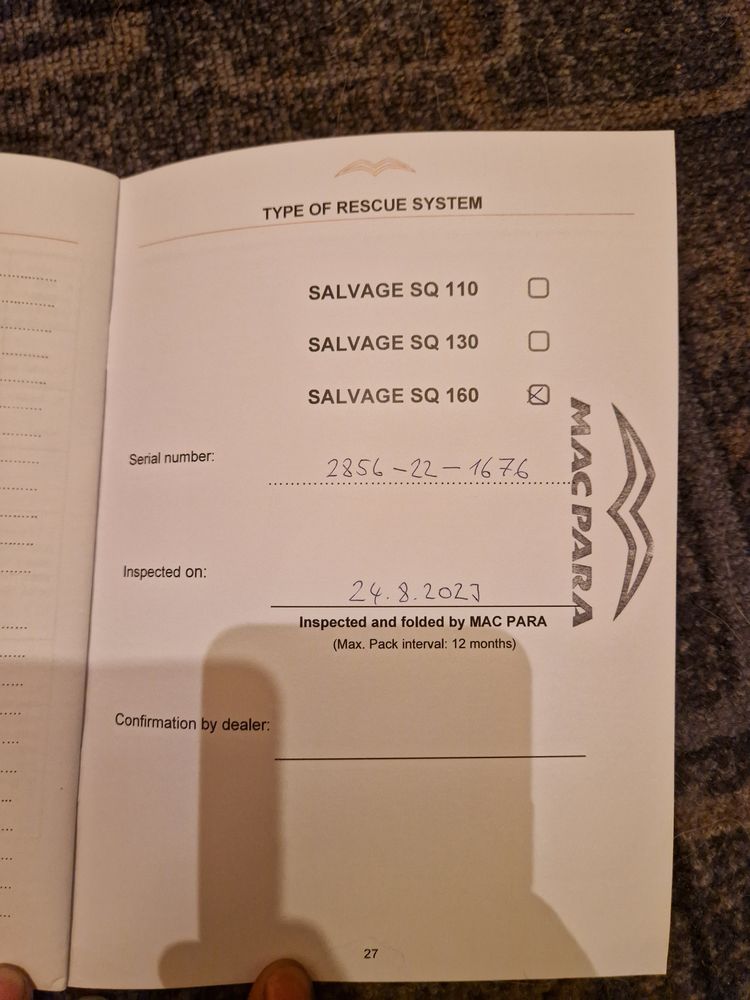 TYPE OF RESCUE SYSTEM
SALVAGE SQ 110
SALVAGE SQ 130
SALVAGE SQ 160
Serial number: 2856-22-1676
MAC PARA
Inspected on: 24.8.2023
Inspected and folded by MAC PARA
(Max. Pack interval: 12 months)
Confirmation by dealer:
27